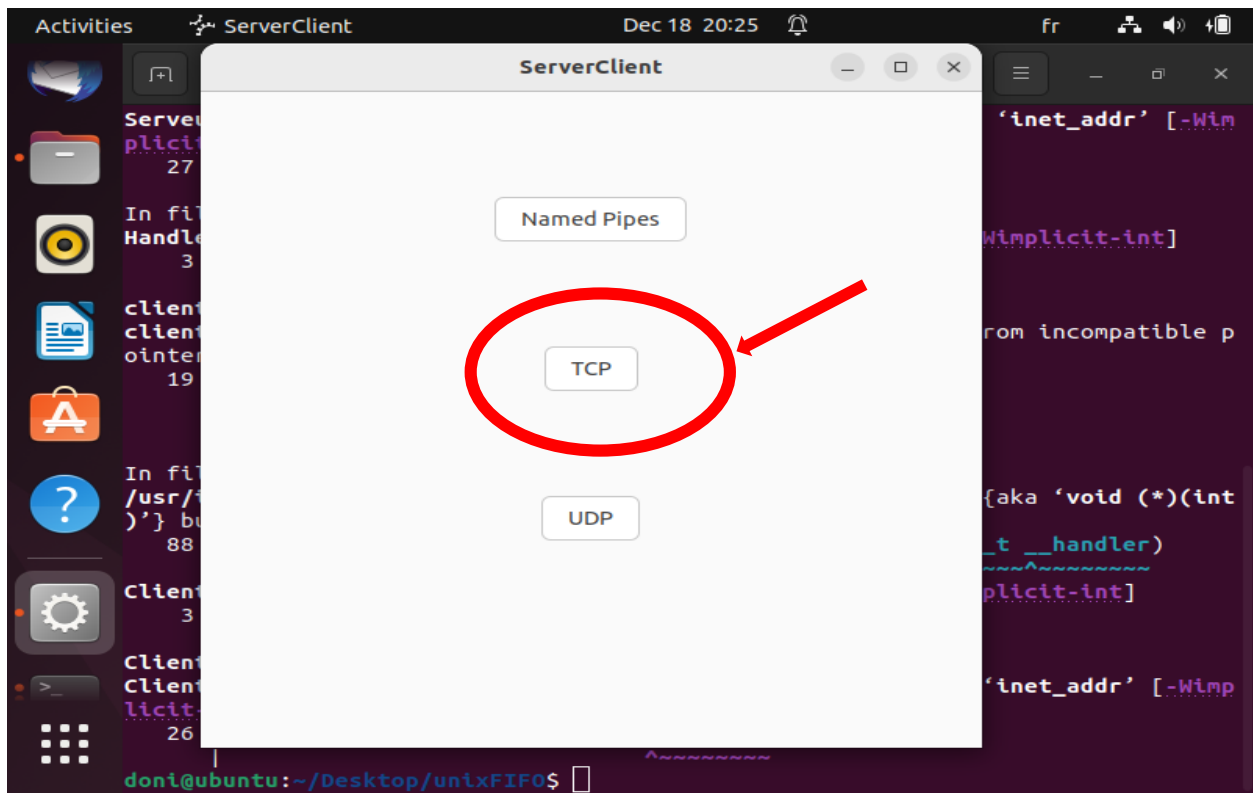 Activities ServerClient Dec 18 20:25 fr
ServerClient
Serveu ‘inet_addr’ [-Wim
plicit
27
In fil
Handle Wimplicit-int]
3
client
client rom incompatible p
ointer
19
In fil
/usr/i {aka ‘void (*)(int
)’} bu
88 _t __handler)
~~~^~~~~~~~~
Client plicit-int]
3
Client
Client ‘inet_addr’ [-Wimp
licit-
26
| ^~~~~~~~~
doni@ubuntu:~/Desktop/unixFIFO$
Named Pipes
TCP
UDP